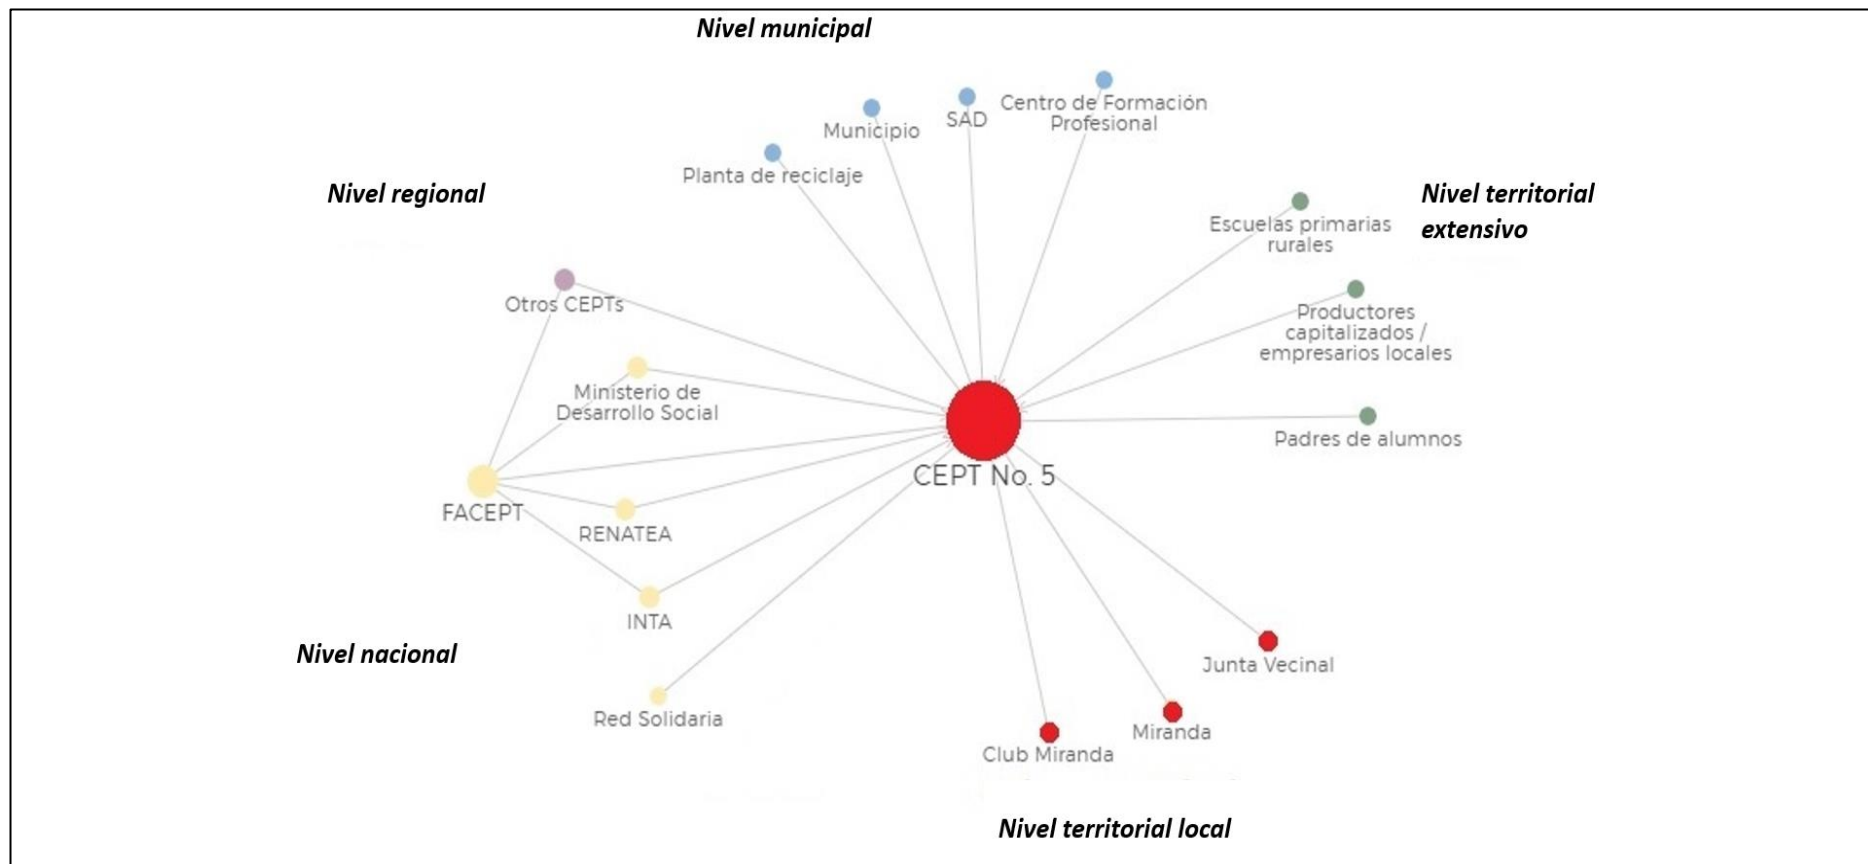 Nivel municipal
Centro de Formación
Profesional
SAD
Municipio
Planta de reciclaje
Nivel regional
Nivel territorial
extensivo
Escuelas primarias
rurales
Otros CEPTs
Productores
capitalizados /
empresarios locales
Ministerio de
Desarrollo Social
Padres de alumnos
CEPT No. 5
FACEPT
RENATEA
INTA
Nivel nacional
Junta Vecinal
Red Solidaria
Miranda
Club Miranda
Nivel territorial local